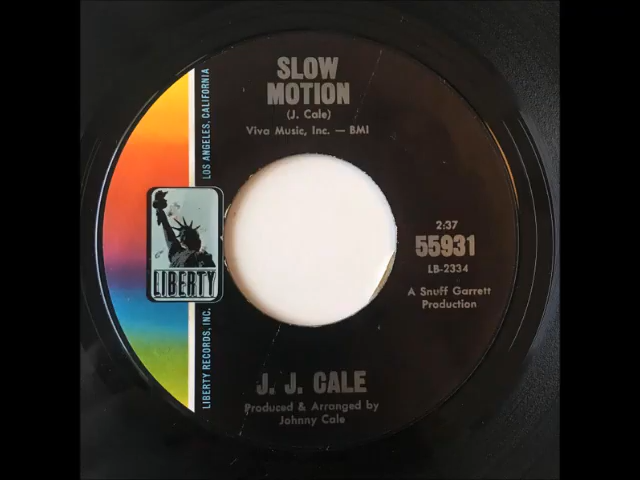 SLOW
MOTION
(J. Cale)
Viva Music, Inc. — BMI
LOS ANGELES, CALIFORNIA
LIBERTY
LIBERTY RECORDS, INC.
2:37
55931
LB-2334
A Snuff Garrett
Production
J. J. CALE
Produced & Arranged by
Johnny Cale